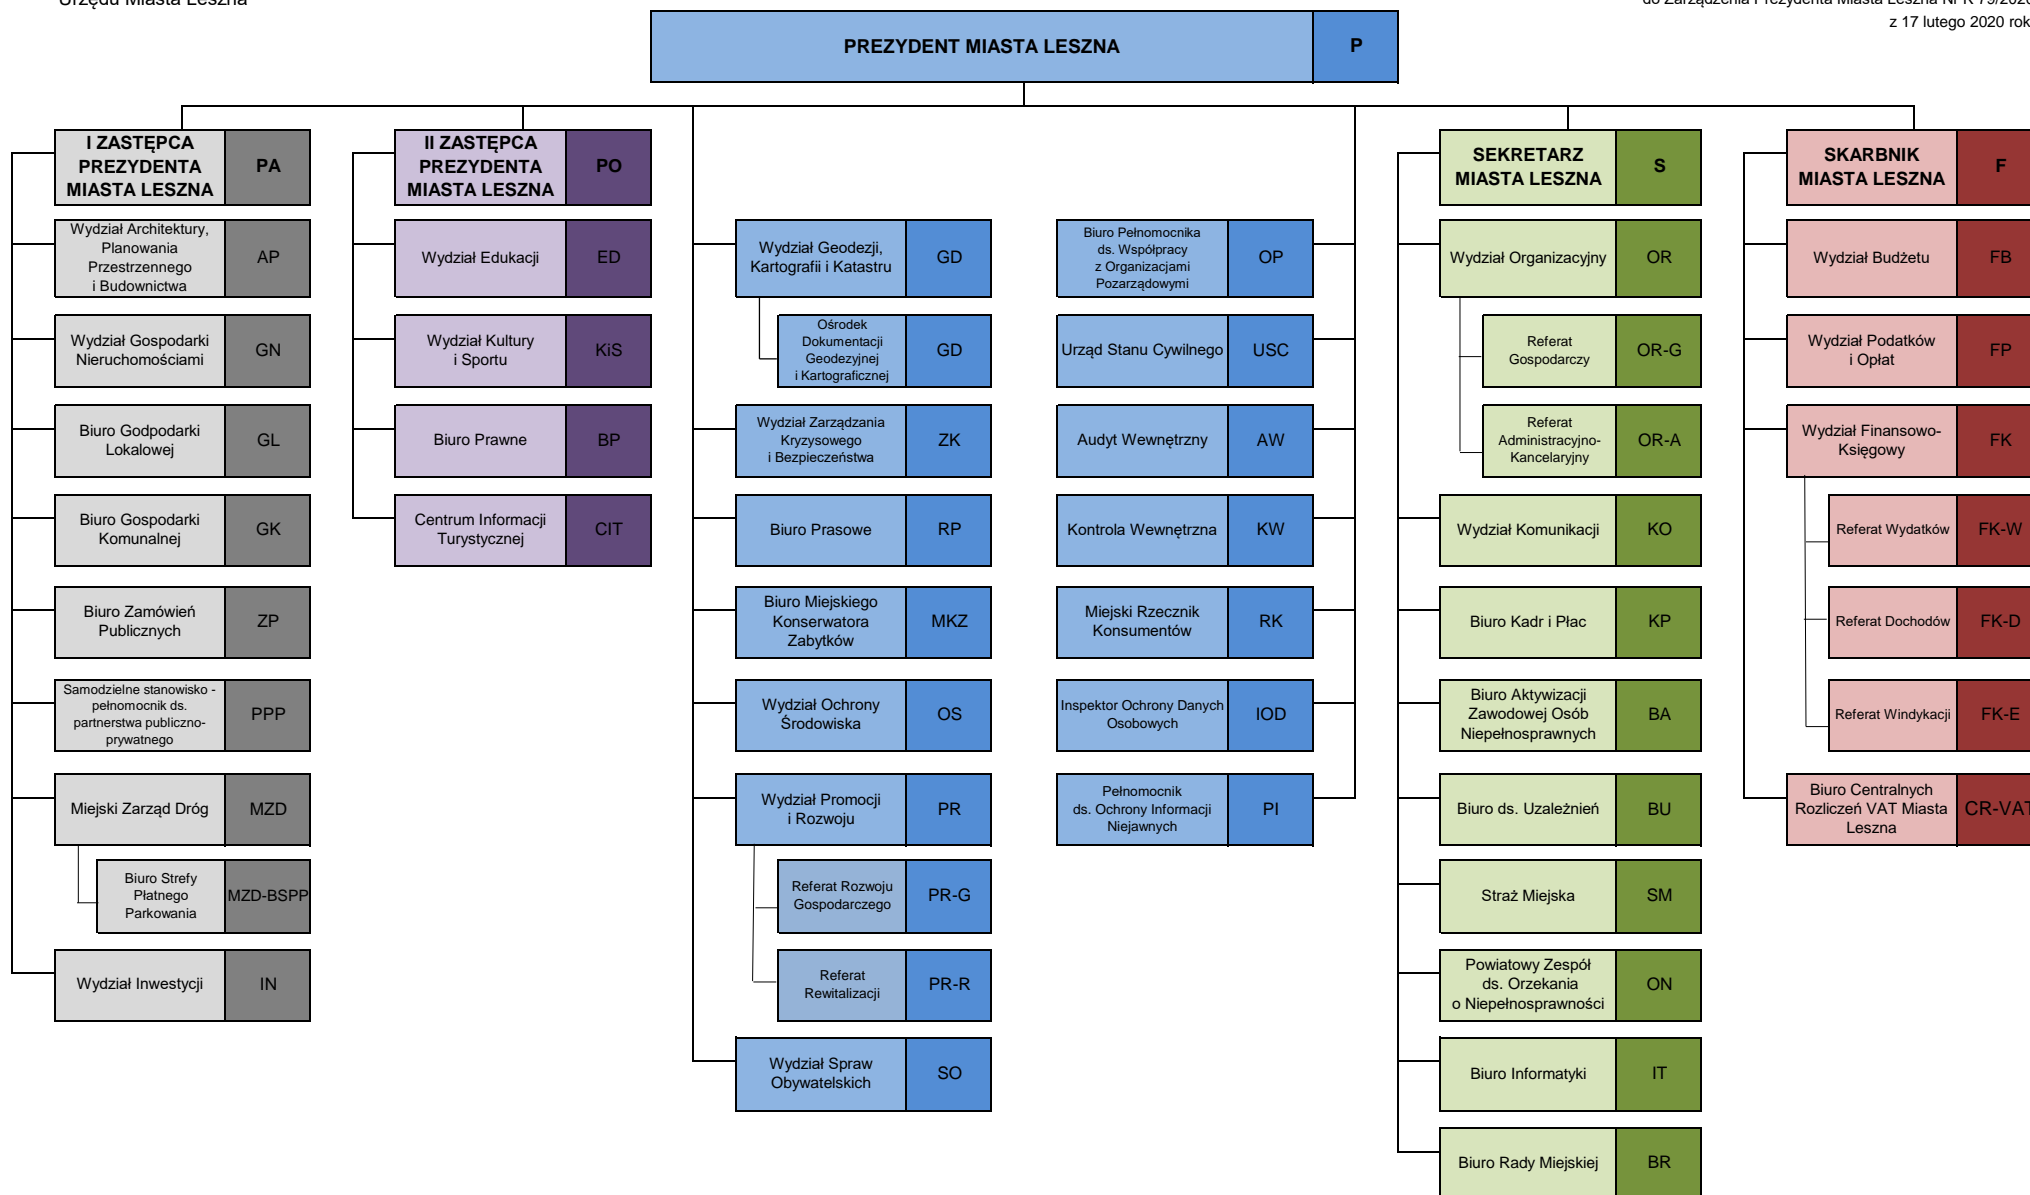 Urzędu Miasta Leszna
do Zarządzenia Prezydenta Miasta Leszna Nr K 79/2020
z 17 lutego 2020 rok
PREZYDENT MIASTA LESZNA
P
I ZASTĘPCA
PREZYDENTA
MIASTA LESZNA
PA
Wydział Architektury,
Planowania
Przestrzennego
i Budownictwa
AP
Wydział Gospodarki
Nieruchomościami
GN
Biuro Godpodarki
Lokalowej
GL
Biuro Gospodarki
Komunalnej
GK
Biuro Zamówień
Publicznych
ZP
Samodzielne stanowisko -
pełnomocnik ds.
partnerstwa publiczno-
prywatnego
PPP
Miejski Zarząd Dróg
MZD
Biuro Strefy
Płatnego
Parkowania
MZD-BSPP
Wydział Inwestycji
IN
II ZASTĘPCA
PREZYDENTA
MIASTA LESZNA
PO
Wydział Edukacji
ED
Wydział Kultury
i Sportu
KiS
Biuro Prawne
BP
Centrum Informacji
Turystycznej
CIT
Wydział Geodezji,
Kartografii i Katastru
GD
Ośrodek
Dokumentacji
Geodezyjnej
i Kartograficznej
GD
Wydział Zarządzania
Kryzysowego
i Bezpieczeństwa
ZK
Biuro Prasowe
RP
Biuro Miejskiego
Konserwatora
Zabytków
MKZ
Wydział Ochrony
Środowiska
OS
Wydział Promocji
i Rozwoju
PR
Referat Rozwoju
Gospodarczego
PR-G
Referat
Rewitalizacji
PR-R
Wydział Spraw
Obywatelskich
SO
Biuro Pełnomocnika
ds. Współpracy
z Organizacjami
Pozarządowymi
OP
Urząd Stanu Cywilnego
USC
Audyt Wewnętrzny
AW
Kontrola Wewnętrzna
KW
Miejski Rzecznik
Konsumentów
RK
Inspektor Ochrony Danych
Osobowych
IOD
Pełnomocnik
ds. Ochrony Informacji
Niejawnych
PI
SEKRETARZ
MIASTA LESZNA
S
Wydział Organizacyjny
OR
Referat
Gospodarczy
OR-G
Referat
Administracyjno-
Kancelaryjny
OR-A
Wydział Komunikacji
KO
Biuro Kadr i Płac
KP
Biuro Aktywizacji
Zawodowej Osób
Niepełnosprawnych
BA
Biuro ds. Uzależnień
BU
Straż Miejska
SM
Powiatowy Zespół
ds. Orzekania
o Niepełnosprawności
ON
Biuro Informatyki
IT
Biuro Rady Miejskiej
BR
SKARBNIK
MIASTA LESZNA
F
Wydział Budżetu
FB
Wydział Podatków
i Opłat
FP
Wydział Finansowo-
Księgowy
FK
Referat Wydatków
FK-W
Referat Dochodów
FK-D
Referat Windykacji
FK-E
Biuro Centralnych
Rozliczeń VAT Miasta
Leszna
CR-VAT